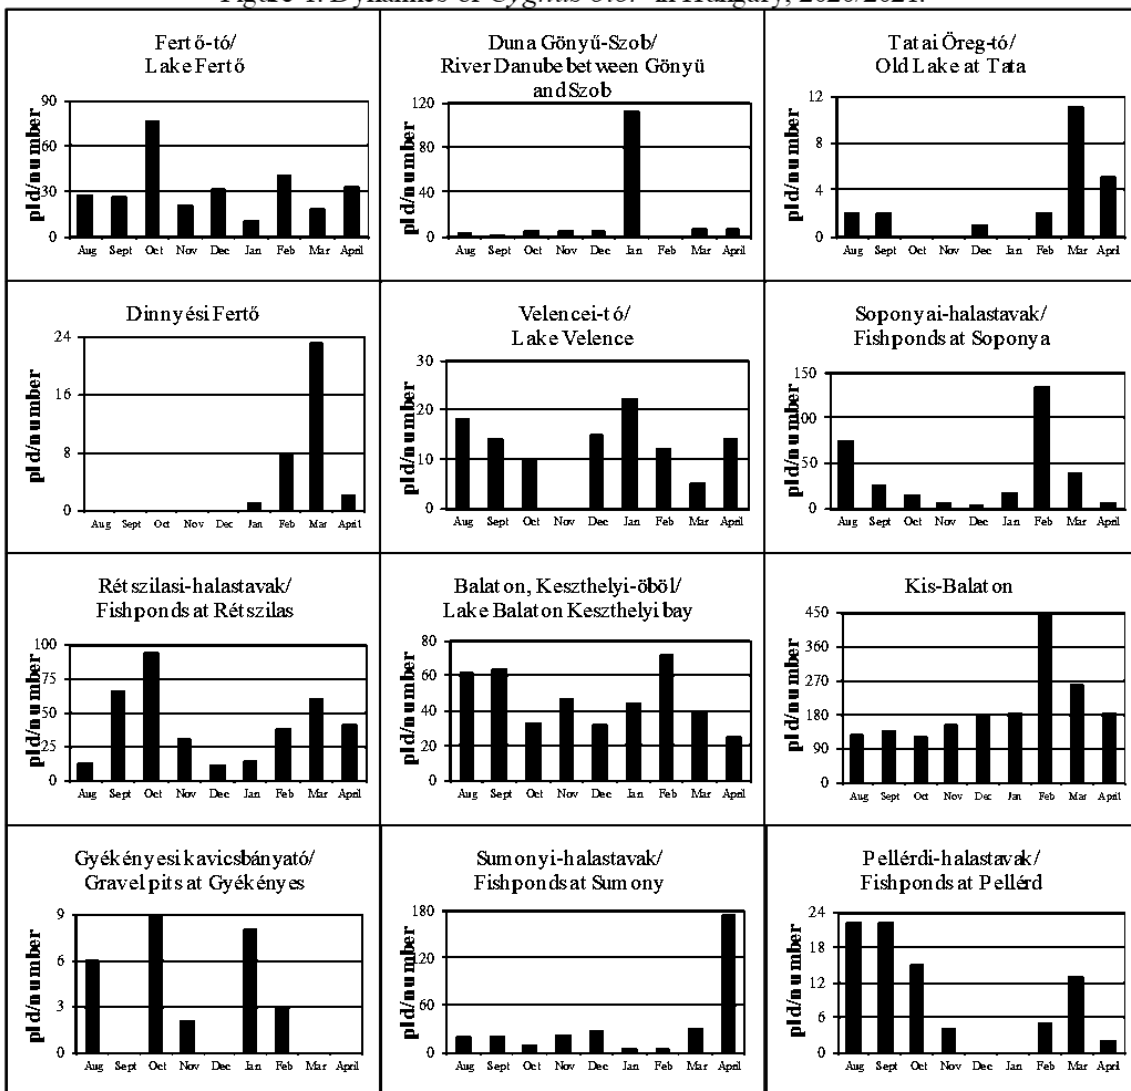 Figure 1. Dynamics of Cygnus olor in Hungary, 2020/2021.
Fertő-tó/
Lake Fertő
pld/number
90
60
30
0
Aug Sept Oct Nov Dec Jan Feb Mar April
Duna Gönyű-Szob/
River Danube between Gönyü
and Szob
pld/number
120
80
40
0
Aug Sept Oct Nov Dec Jan Feb Mar April
Tatai Öreg-tó/
Old Lake at Tata
pld/number
12
8
4
0
Aug Sept Oct Nov Dec Jan Feb Mar April
Dinnyési Fertő
pld/number
24
16
8
0
Aug Sept Oct Nov Dec Jan Feb Mar April
Velencei-tó/
Lake Velence
pld/number
30
20
10
0
Aug Sept Oct Nov Dec Jan Feb Mar April
Soponyai-halastavak/
Fishponds at Soponya
pld/number
150
100
50
0
Aug Sept Oct Nov Dec Jan Feb Mar April
Rétszilasi-halastavak/
Fishponds at Rétszilas
pld/number
100
75
50
25
0
Aug Sept Oct Nov Dec Jan Feb Mar April
Balaton, Keszthelyi-öböl/
Lake Balaton Keszthelyi bay
pld/number
80
60
40
20
0
Aug Sept Oct Nov Dec Jan Feb Mar April
Kis-Balaton
pld/number
450
360
270
180
90
0
Aug Sept Oct Nov Dec Jan Feb Mar April
Gyékényesi kavicsbányató/
Gravel pits at Gyékényes
pld/number
9
6
3
0
Aug Sept Oct Nov Dec Jan Feb Mar April
Sumonyi-halastavak/
Fishponds at Sumony
pld/number
180
120
60
0
Aug Sept Oct Nov Dec Jan Feb Mar April
Pellérdi-halastavak/
Fishponds at Pellérd
pld/number
24
18
12
6
0
Aug Sept Oct Nov Dec Jan Feb Mar April